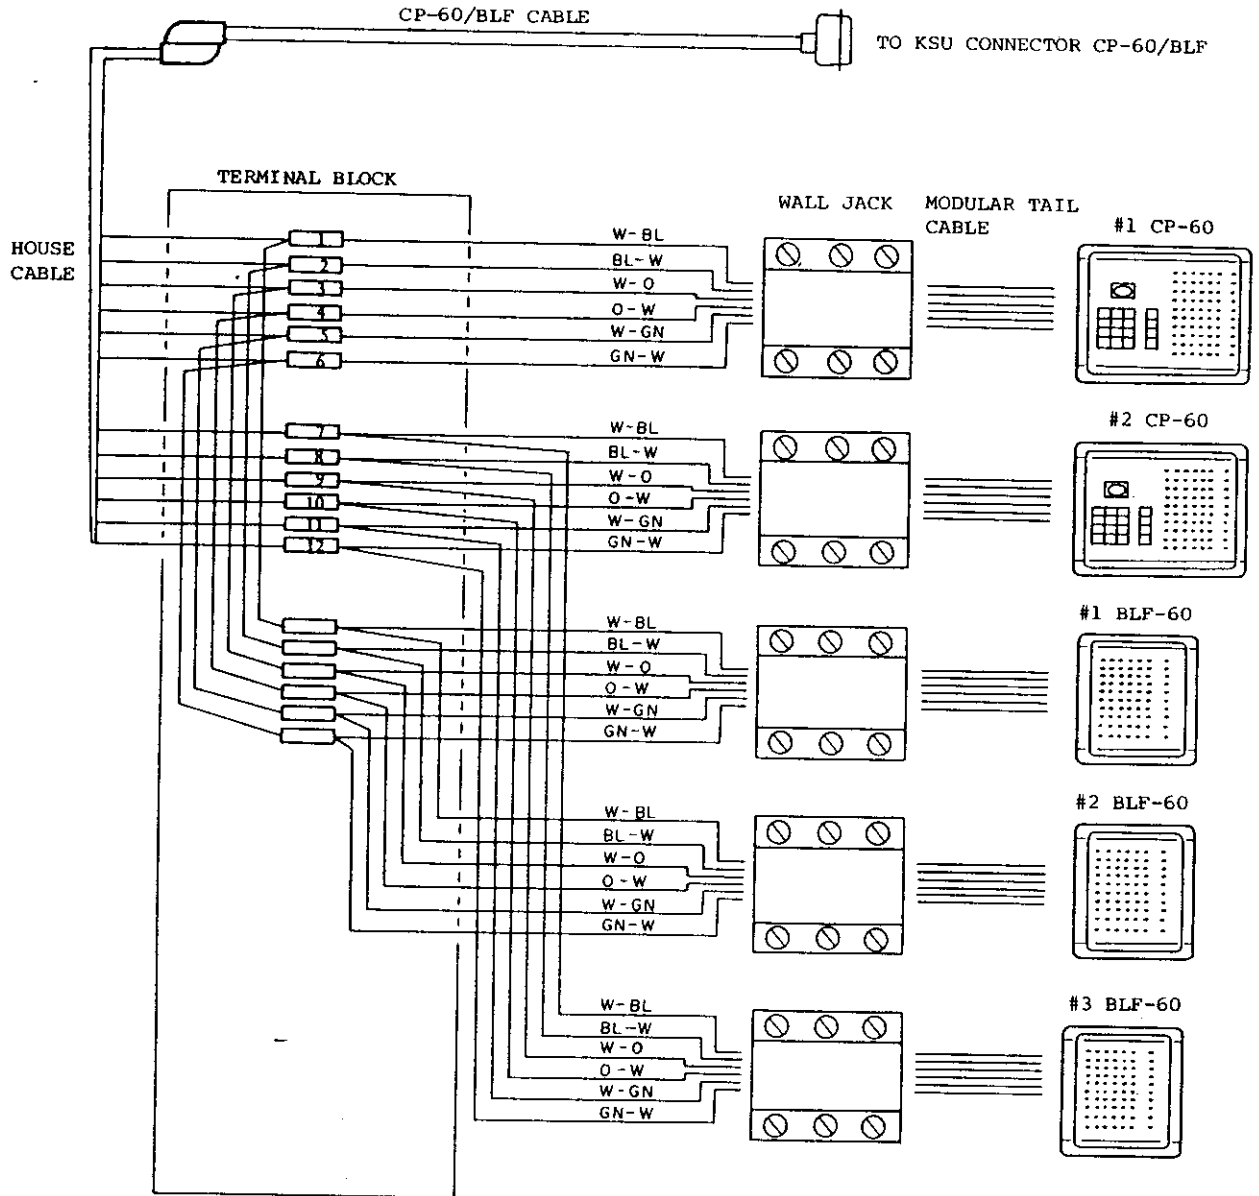 CP-60/BLF CABLE
TO KSU CONNECTOR CP-60/BLF
TERMINAL BLOCK
WALL JACK
MODULAR TAIL
CABLE
#1 CP-60
HOUSE
CABLE
1
2
3
4
5
6
W-BL
BL-W
W-O
O-W
W-GN
GN-W
#2 CP-60
7
8
9
10
11
12
W-BL
BL-W
W-O
O-W
W-GN
GN-W
#1 BLF-60
W-BL
BL-W
W-O
O-W
W-GN
GN-W
#2 BLF-60
W-BL
BL-W
W-O
O-W
W-GN
GN-W
#3 BLF-60
W-BL
BL-W
W-O
O-W
W-GN
GN-W